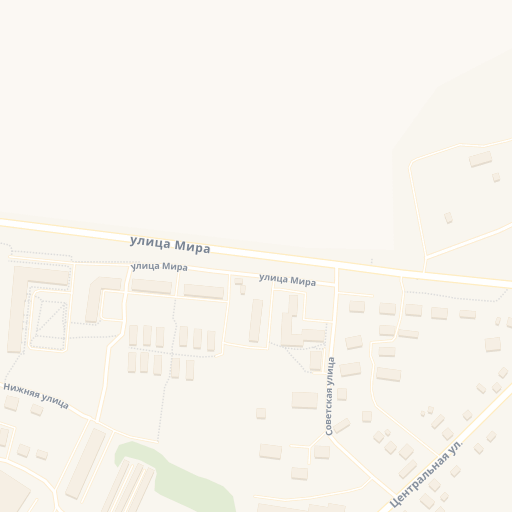 улица Мира
улица Мира
улица Мира
Советская улица
Нижняя улица
Центральная ул.